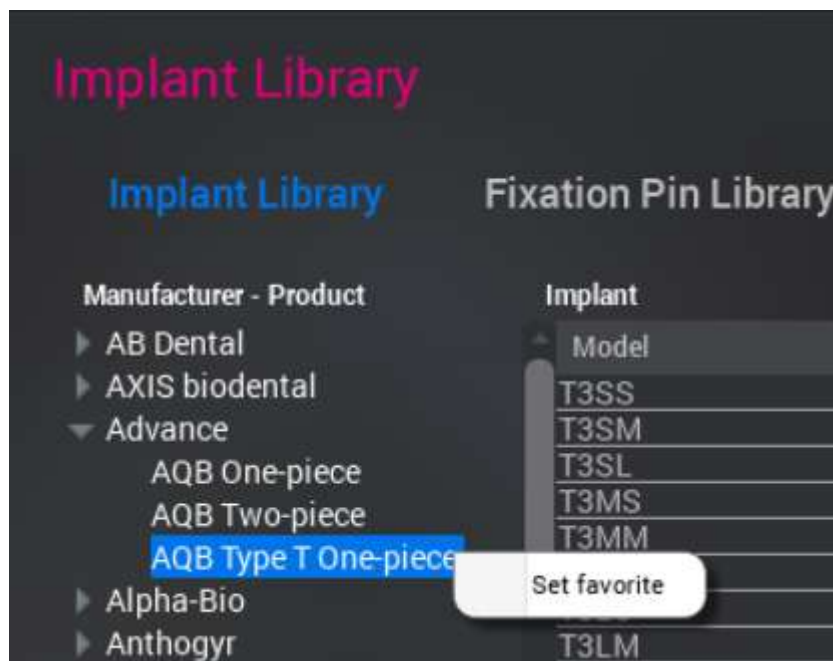 Implant Library
Implant Library
Fixation Pin Library
Manufacturer - Product
AB Dental
AXIS biodental
Advance
AQB One-piece
AQB Two-piece
AQB Type T One-piece
Alpha-Bio
Anthogyr
Implant
Model
T3SS
T3SM
T3SL
T3MS
T3MM
T3LM
Set favorite